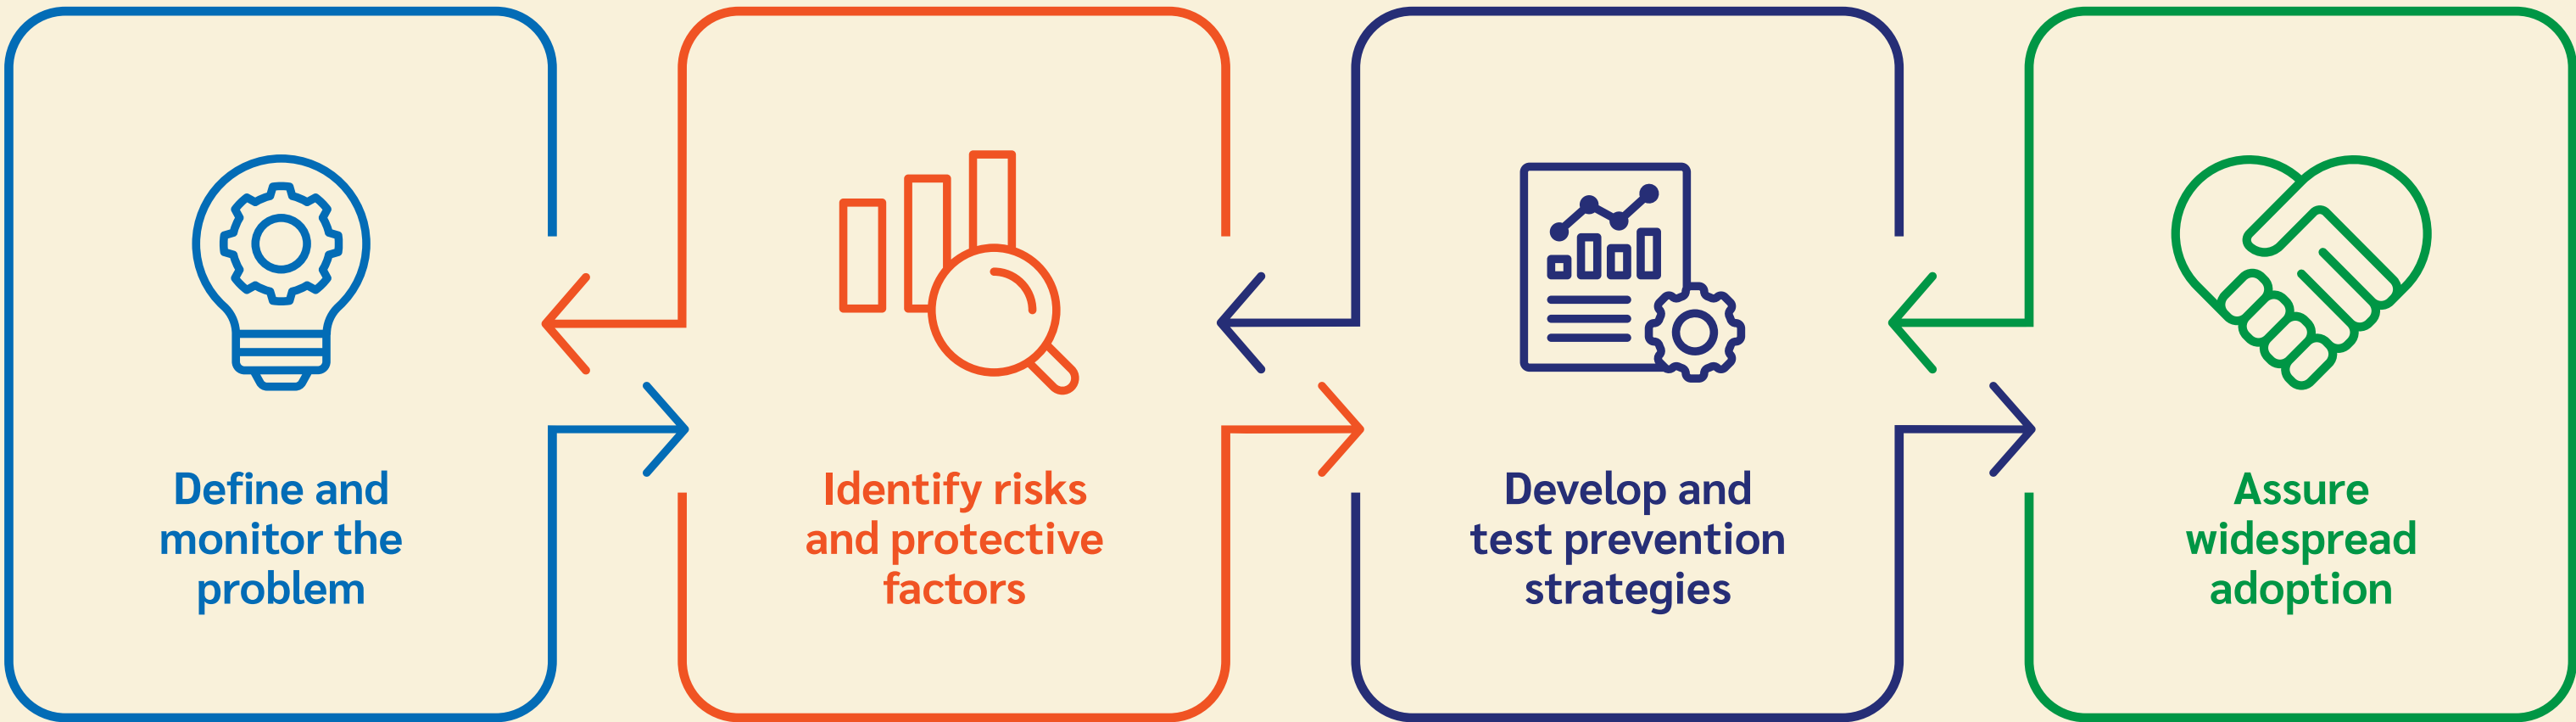 Define and
monitor the
problem
Identify risks
and protective
factors
Develop and
test prevention
strategies
Assure
widespread
adoption